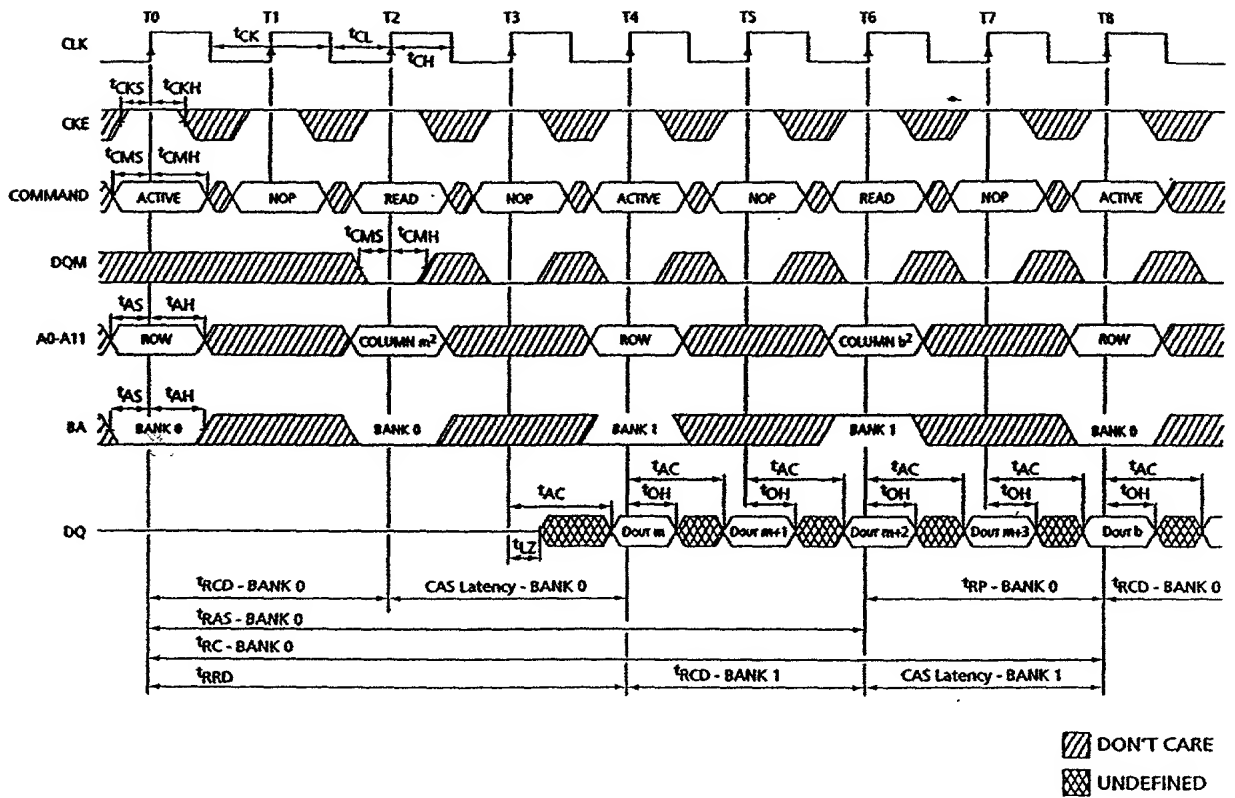 T0 T1 T2 T3 T4 T5 T6 T7 T8
CLK tCK tCL tCH
tCKS tCKH
CKE
tCMS tCMH
COMMAND ACTIVE NOP READ NOP ACTIVE NOP READ NOP ACTIVE
tCMS tCMH
DQM
tAS tAH
A0-A11 ROW COLUMN m2 ROW COLUMN b2 ROW
tAS tAH
BA BANK 0 BANK 0 BANK 1 BANK 1 BANK 0
tAC tAC tAC tAC tAC tAC
tOH tOH tOH tOH tOH
DQ DOUT m DOUT m+1 DOUT m+2 DOUT m+3 DOUT b
tLZ
tRCD - BANK 0 CAS Latency - BANK 0 tRP - BANK 0 tRCD - BANK 0
tRAS - BANK 0
tRC - BANK 0
tRRD tRCD - BANK 1 CAS Latency - BANK 1
DON'T CARE
UNDEFINED